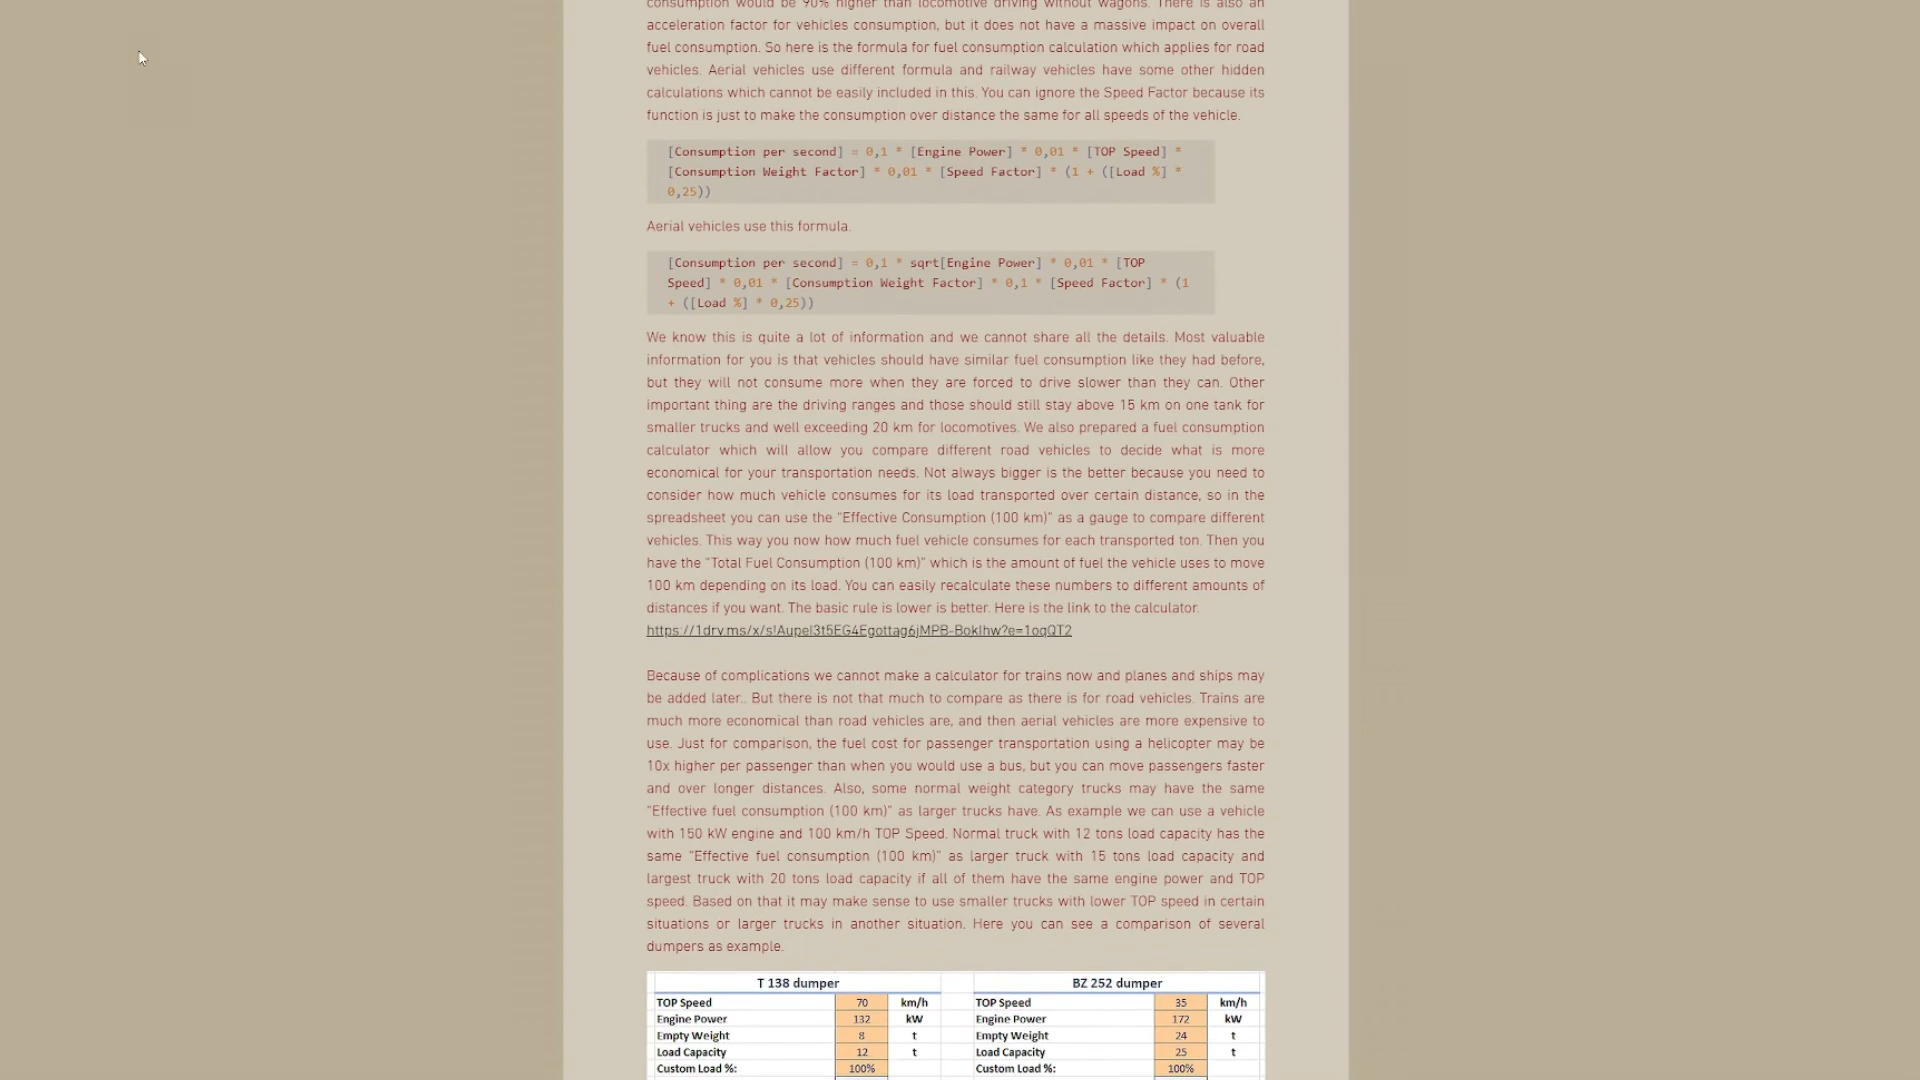 consumption would be 90% higher than locomotive driving without wagons. There is also an
acceleration factor for vehicles consumption, but it does not have a massive impact on overall
fuel consumption. So here is the formula for fuel consumption calculation which applies for road
vehicles. Aerial vehicles use different formula and railway vehicles have some other hidden
calculations which cannot be easily included in this. You can ignore the Speed Factor because its
function is just to make the consumption over distance the same for all speeds of the vehicle.
[Consumption per second] = 0,1 * [Engine Power] * 0,01 * [TOP Speed] *
[Consumption Weight Factor] * 0,01 * [Speed Factor] * (1 + ([Load %] *
0,25))
Aerial vehicles use this formula.
[Consumption per second] = 0,1 * sqrt[Engine Power] * 0,01 * [TOP
Speed] * 0,01 * [Consumption Weight Factor] * 0,1 * [Speed Factor] * (1
+ ([Load %] * 0,25))
We know this is quite a lot of information and we cannot share all the details. Most valuable
information for you is that vehicles should have similar fuel consumption like they had before,
but they will not consume more when they are forced to drive slower than they can. Other
important thing are the driving ranges and those should still stay above 15 km on one tank for
smaller trucks and well exceeding 20 km for locomotives. We also prepared a fuel consumption
calculator which will allow you compare different road vehicles to decide what is more
economical for your transportation needs. Not always bigger is the better because you need to
consider how much vehicle consumes for its load transported over certain distance, so in the
spreadsheet you can use the "Effective Consumption (100 km)" as a gauge to compare different
vehicles. This way you now how much fuel vehicle consumes for each transported ton. Then you
have the "Total Fuel Consumption (100 km)" which is the amount of fuel the vehicle uses to move
100 km depending on its load. You can easily recalculate these numbers to different amounts of
distances if you want. The basic rule is lower is better. Here is the link to the calculator.
https://1drv.ms/x/s!Aupel3t5EG4Egottag6jMPB-BokIhw?e=1oqQT2
Because of complications we cannot make a calculator for trains now and planes and ships may
be added later.. But there is not that much to compare as there is for road vehicles. Trains are
much more economical than road vehicles are, and then aerial vehicles are more expensive to
use. Just for comparison, the fuel cost for passenger transportation using a helicopter may be
10x higher per passenger than when you would use a bus, but you can move passengers faster
and over longer distances. Also, some normal weight category trucks may have the same
"Effective fuel consumption (100 km)" as larger trucks have. As example we can use a vehicle
with 150 kW engine and 100 km/h TOP Speed. Normal truck with 12 tons load capacity has the
same "Effective fuel consumption (100 km)" as larger truck with 15 tons load capacity and
largest truck with 20 tons load capacity if all of them have the same engine power and TOP
speed. Based on that it may make sense to use smaller trucks with lower TOP speed in certain
situations or larger trucks in another situation. Here you can see a comparison of several
dumpers as example.
T 138 dumper BZ 252 dumper
TOP Speed 70 km/h TOP Speed 35 km/h
Engine Power 132 kW Engine Power 172 kW
Empty Weight 8 t Empty Weight 24 t
Load Capacity 12 t Load Capacity 25 t
Custom Load %: 100% Custom Load %: 100%